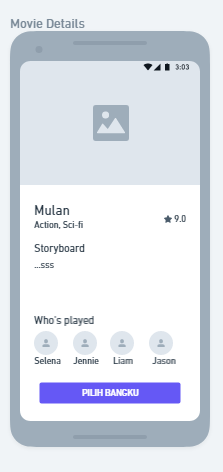 Movie Details
3:03
Mulan
Action, Sci-fi
9.0
Storyboard
...sss
Who's played
Selena Jennie Liam Jason
PILIH BANGKU